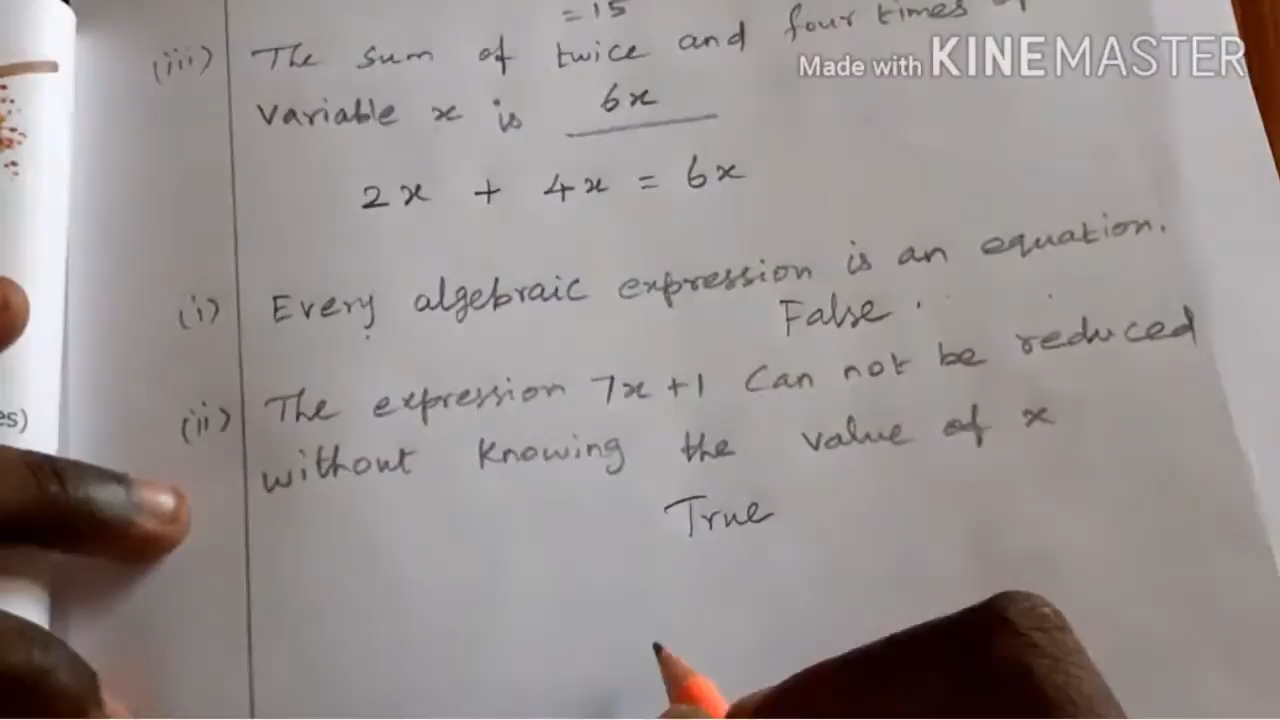 = 15
(iii) The sum of twice and four times of
Made with KINEMASTER
variable x is 6x
2x + 4x = 6x
(i) Every algebraic expression is an equation.
False.
(ii) The expression 7x+1 Can not be reduced
without knowing the value of x
True
es)